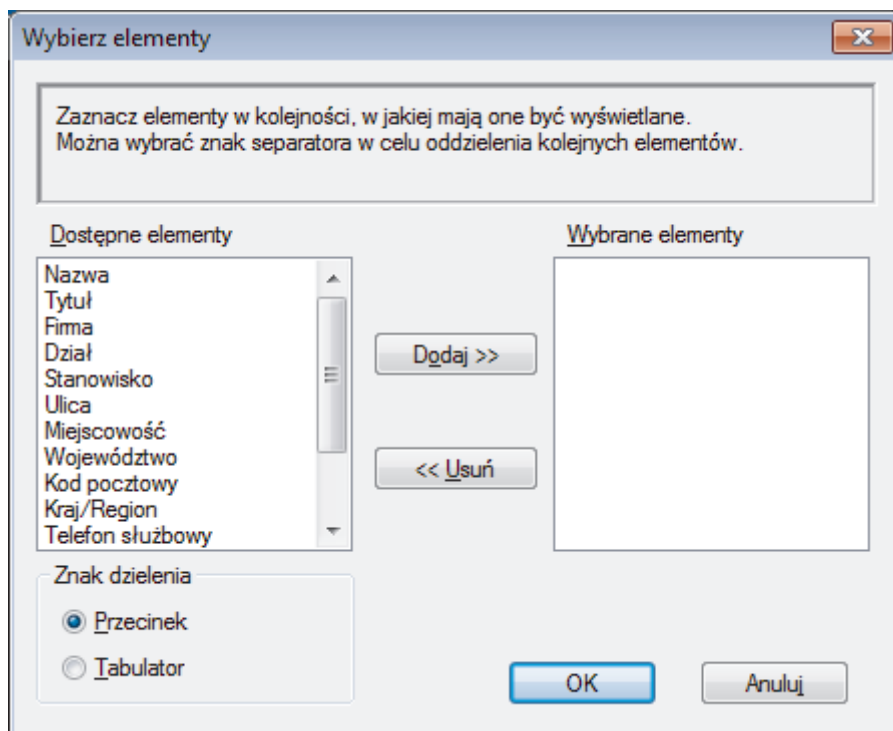 Wybierz elementy
Zaznacz elementy w kolejności, w jakiej mają one być wyświetlane.
Można wybrać znak separatora w celu oddzielenia kolejnych elementów.
Dostępne elementy
Nazwa
Tytuł
Firma
Dział
Stanowisko
Ulica
Miejscowość
Województwo
Kod pocztowy
Kraj/Region
Telefon służbowy
Dodaj >>
<< Usuń
Wybrane elementy
Znak dzielenia
Przecinek
Tabulator
OK
Anuluj